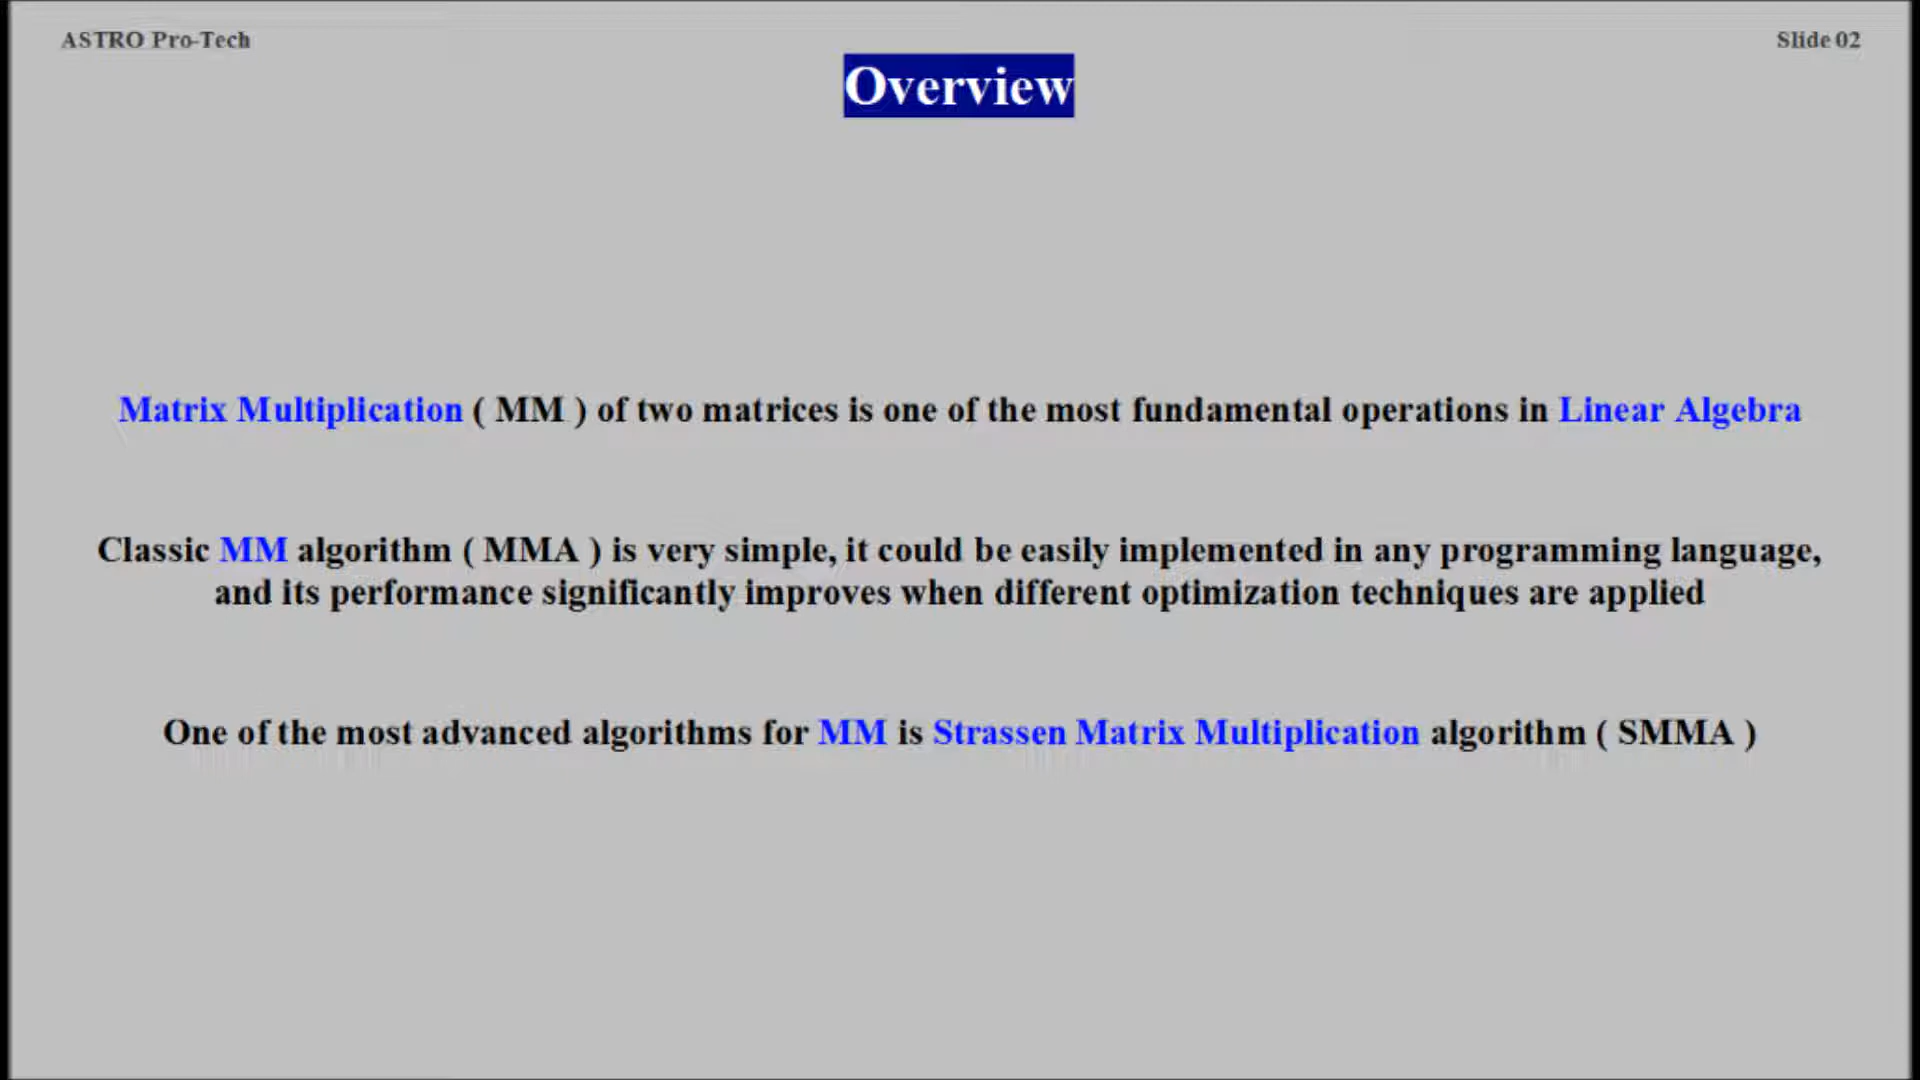 ASTRO Pro-Tech
Slide 02
Overview
Matrix Multiplication ( MM ) of two matrices is one of the most fundamental operations in Linear Algebra
Classic MM algorithm ( MMA ) is very simple, it could be easily implemented in any programming language,
and its performance significantly improves when different optimization techniques are applied
One of the most advanced algorithms for MM is Strassen Matrix Multiplication algorithm ( SMMA )